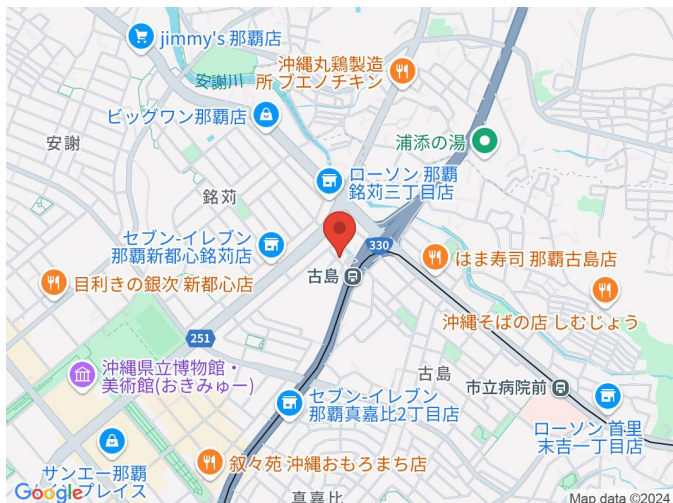 jimmy's 那覇店
沖縄丸鶏製造
所 ブエノチキン
安謝川
ビッグワン那覇店
安謝
浦添の湯
ローソン 那覇
銘苅三丁目店
銘苅
セブン-イレブン
那覇新都心銘苅店
330
はま寿司 那覇古島店
目利きの銀次 新都心店
古島
沖縄そばの店 しむじょう
251
沖縄県立博物館・
美術館(おきみゅー)
古島
市立病院前
セブン-イレブン
那覇真嘉比2丁目店
ローソン 首里
末吉一丁目店
サンエー那覇
プレイス
叙々苑 沖縄おもろまち店
真嘉比
Google
Map data ©2024